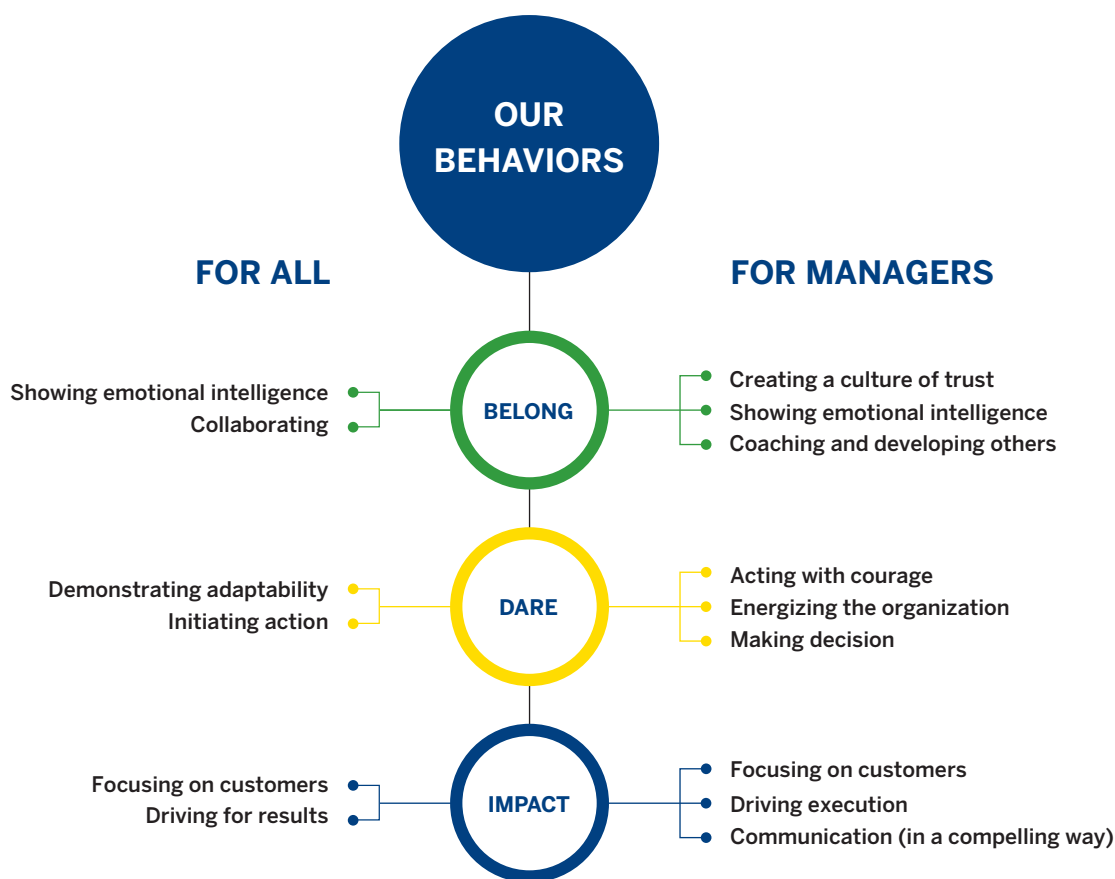 OUR
BEHAVIORS
FOR ALL
FOR MANAGERS
Showing emotional intelligence
Collaborating
BELONG
Creating a culture of trust
Showing emotional intelligence
Coaching and developing others
Demonstrating adaptability
Initiating action
DARE
Acting with courage
Energizing the organization
Making decision
Focusing on customers
Driving for results
IMPACT
Focusing on customers
Driving execution
Communication (in a compelling way)